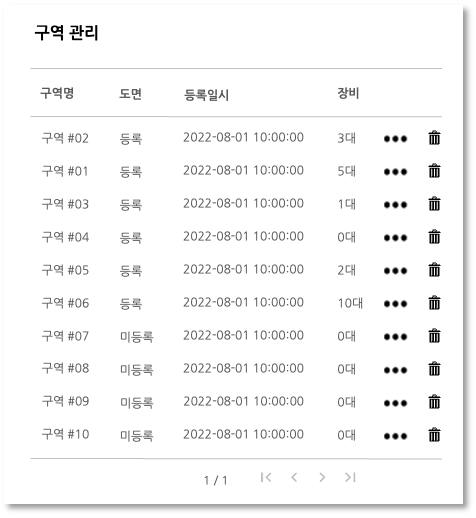 구역 관리
구역명 도면 등록일시 장비
구역 #02 등록 2022-08-01 10:00:00 3대
구역 #01 등록 2022-08-01 10:00:00 5대
구역 #03 등록 2022-08-01 10:00:00 1대
구역 #04 등록 2022-08-01 10:00:00 0대
구역 #05 등록 2022-08-01 10:00:00 2대
구역 #06 등록 2022-08-01 10:00:00 10대
구역 #07 미등록 2022-08-01 10:00:00 0대
구역 #08 미등록 2022-08-01 10:00:00 0대
구역 #09 미등록 2022-08-01 10:00:00 0대
구역 #10 미등록 2022-08-01 10:00:00 0대
1 / 1